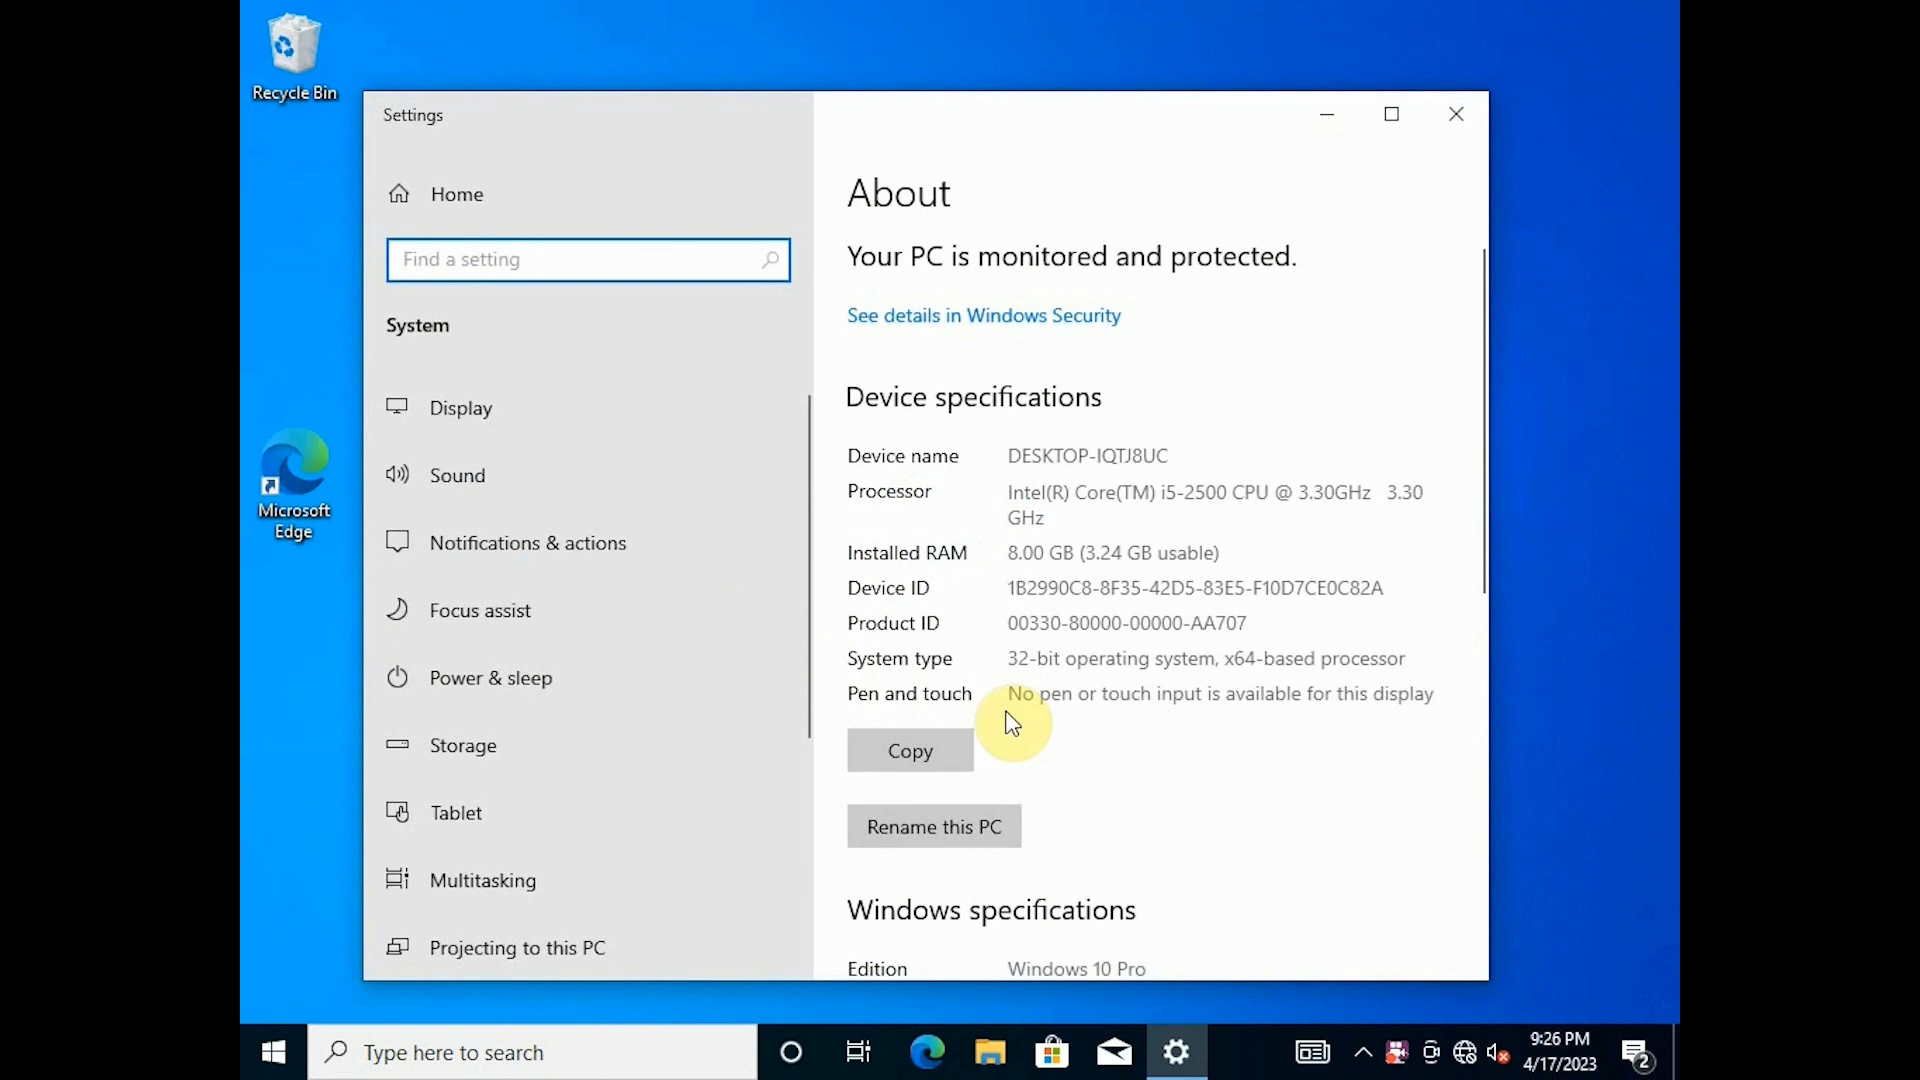 Recycle Bin
Settings
Home
Find a setting
System
Display
Sound
Notifications & actions
Focus assist
Power & sleep
Storage
Tablet
Multitasking
Projecting to this PC
Microsoft
Edge
About
Your PC is monitored and protected.
See details in Windows Security
Device specifications
Device name DESKTOP-IQTJ8UC
Processor Intel(R) Core(TM) i5-2500 CPU @ 3.30GHz 3.30
GHz
Installed RAM 8.00 GB (3.24 GB usable)
Device ID 1B2990C8-8F35-42D5-83E5-F10D7CE0C82A
Product ID 00330-80000-00000-AA707
System type 32-bit operating system, x64-based processor
Pen and touch No pen or touch input is available for this display
Copy
Rename this PC
Windows specifications
Edition Windows 10 Pro
Type here to search
9:26 PM
4/17/2023
2